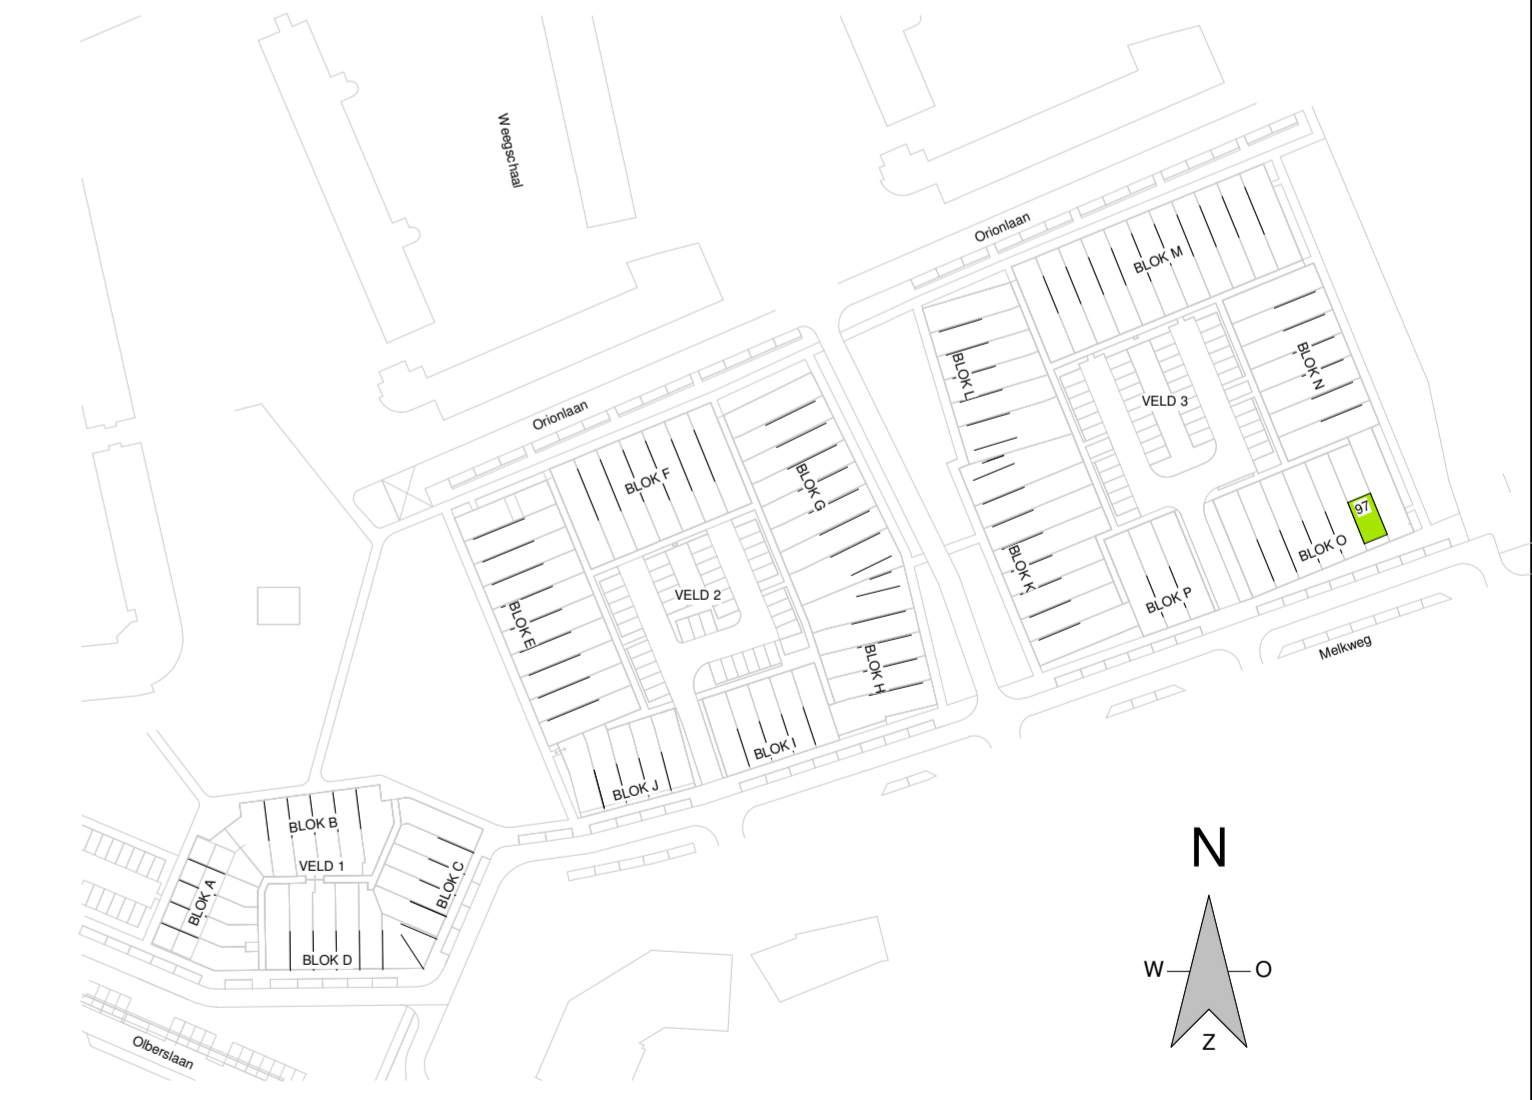 Weegschaal
Orionlaan
BLOK M
BLOK L
BLOK N
VELD 3
Orionlaan
BLOK F
BLOK G
97
BLOK O
BLOK K
BLOK P
VELD 2
BLOK E
BLOK H
Melkweg
BLOK I
BLOK J
BLOK B
VELD 1
BLOK C
BLOK A
BLOK D
Olberslaan
N
W
O
Z